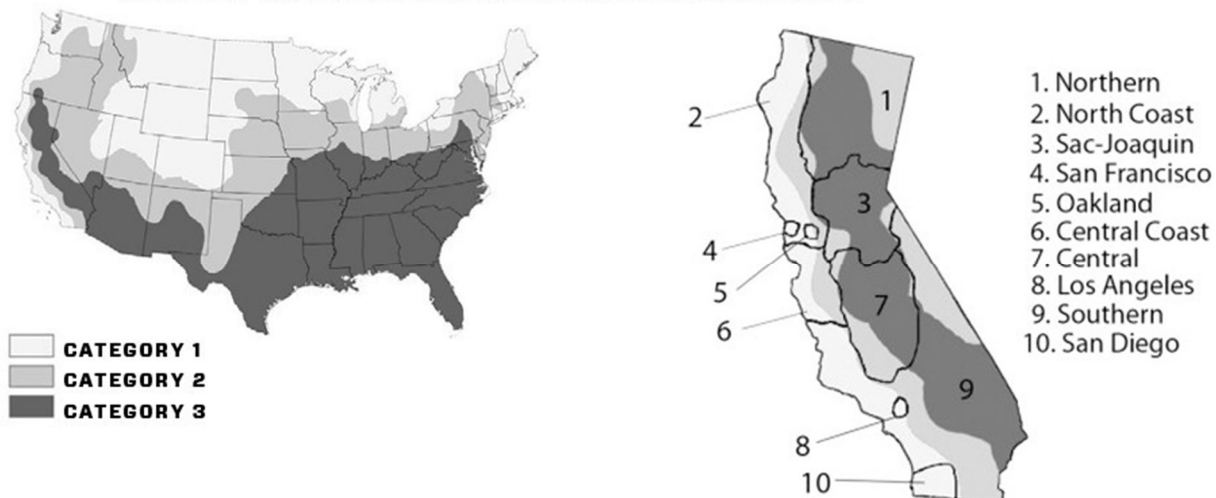 CATEGORY 1
CATEGORY 2
CATEGORY 3
1
2
3
4
5
6
7
8
9
10
1. Northern
2. North Coast
3. Sac-Joaquin
4. San Francisco
5. Oakland
6. Central Coast
7. Central
8. Los Angeles
9. Southern
10. San Diego